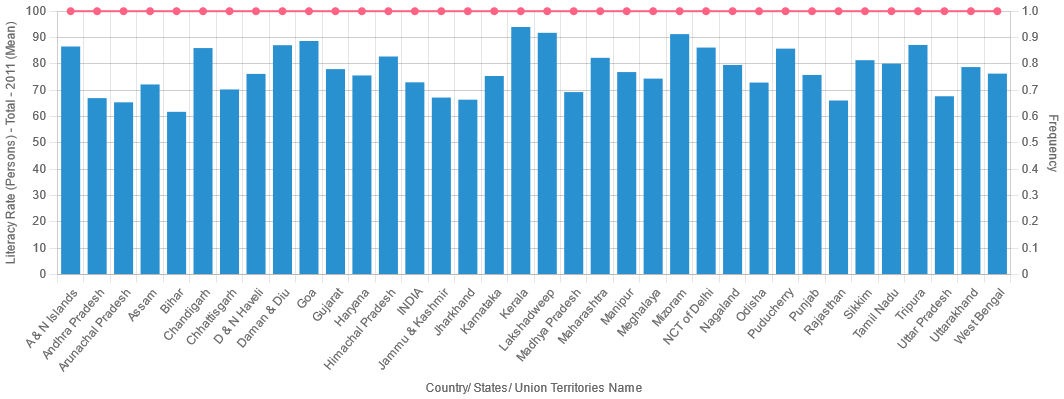 Literacy Rate (Persons) - Total - 2011 (Mean)
100
90
80
70
60
50
40
30
20
10
0
1.0
0.9
0.8
0.7
0.6
0.5
0.4
0.3
0.2
0.1
0
Frequency
A & N Islands
Andhra Pradesh
Arunachal Pradesh
Assam
Bihar
Chandigarh
Chhattisgarh
D & N Haveli
Daman & Diu
Goa
Gujarat
Haryana
Himachal Pradesh
INDIA
Jammu & Kashmir
Jharkhand
Karnataka
Kerala
Lakshadweep
Madhya Pradesh
Maharashtra
Manipur
Meghalaya
Mizoram
NCT of Delhi
Nagaland
Odisha
Puducherry
Punjab
Rajasthan
Sikkim
Tamil Nadu
Tripura
Uttar Pradesh
Uttarakhand
West Bengal
Country/ States/ Union Territories Name